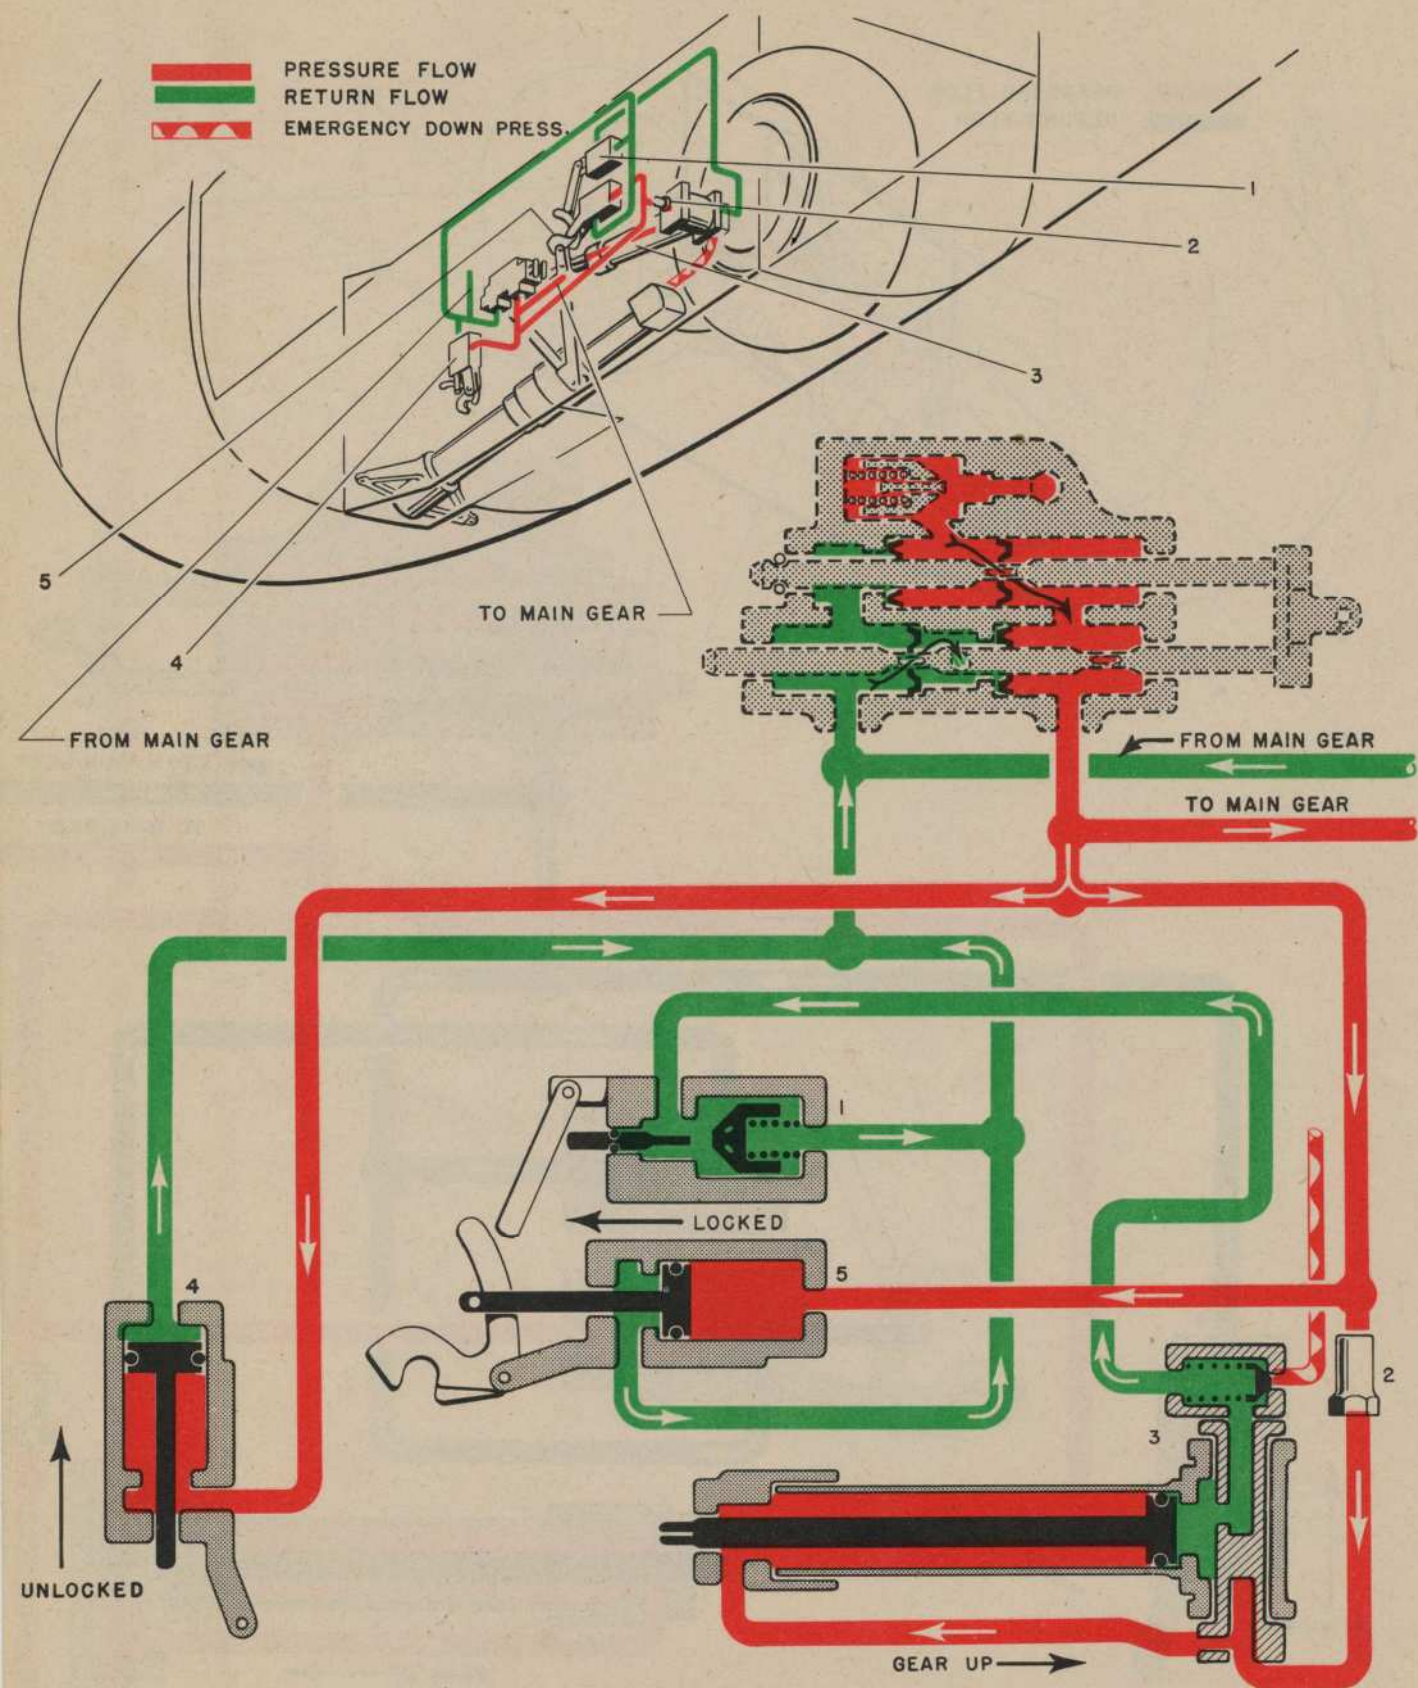 PRESSURE FLOW
RETURN FLOW
EMERGENCY DOWN PRESS.
1
2
3
5
TO MAIN GEAR
4
FROM MAIN GEAR
FROM MAIN GEAR
TO MAIN GEAR
1
LOCKED
5
4
2
3
UNLOCKED
GEAR UP